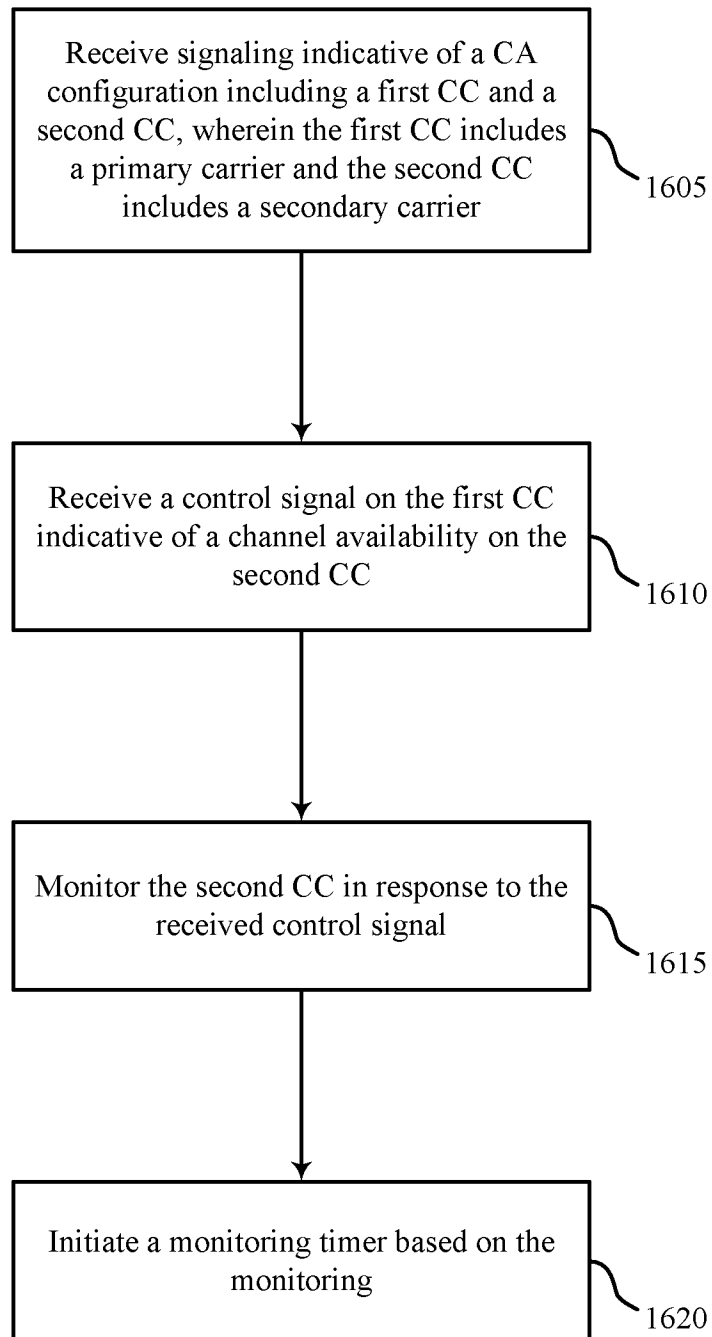 Receive signaling indicative of a CA
configuration including a first CC and a
second CC, wherein the first CC includes
a primary carrier and the second CC
includes a secondary carrier
1605
Receive a control signal on the first CC
indicative of a channel availability on the
second CC
1610
Monitor the second CC in response to the
received control signal
1615
Initiate a monitoring timer based on the
monitoring
1620